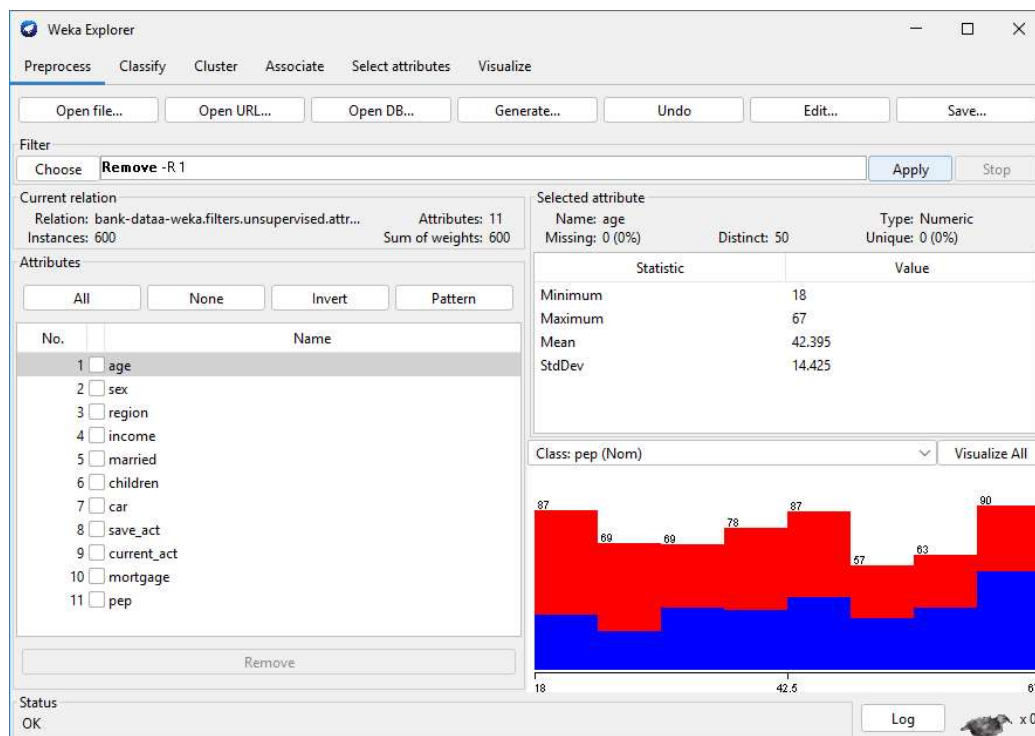 Weka Explorer
Preprocess Classify Cluster Associate Select attributes Visualize
Open file... Open URL... Open DB... Generate... Undo Edit... Save...
Filter
Choose Remove -R 1 Apply Stop
Current relation
Relation: bank-dataa-weka.filters.unsupervised.attr... Attributes: 11
Instances: 600 Sum of weights: 600
Selected attribute
Name: age Type: Numeric
Missing: 0 (0%) Distinct: 50 Unique: 0 (0%)
Attributes
All None Invert Pattern
No. Name
1 age
2 sex
3 region
4 income
5 married
6 children
7 car
8 save_act
9 current_act
10 mortgage
11 pep
Remove
Statistic Value
Minimum 18
Maximum 67
Mean 42.395
StdDev 14.425
Class: pep (Nom) Visualize All
87 69 69 78 87 57 63 90
18 42.5
Status
OK
Log x 0